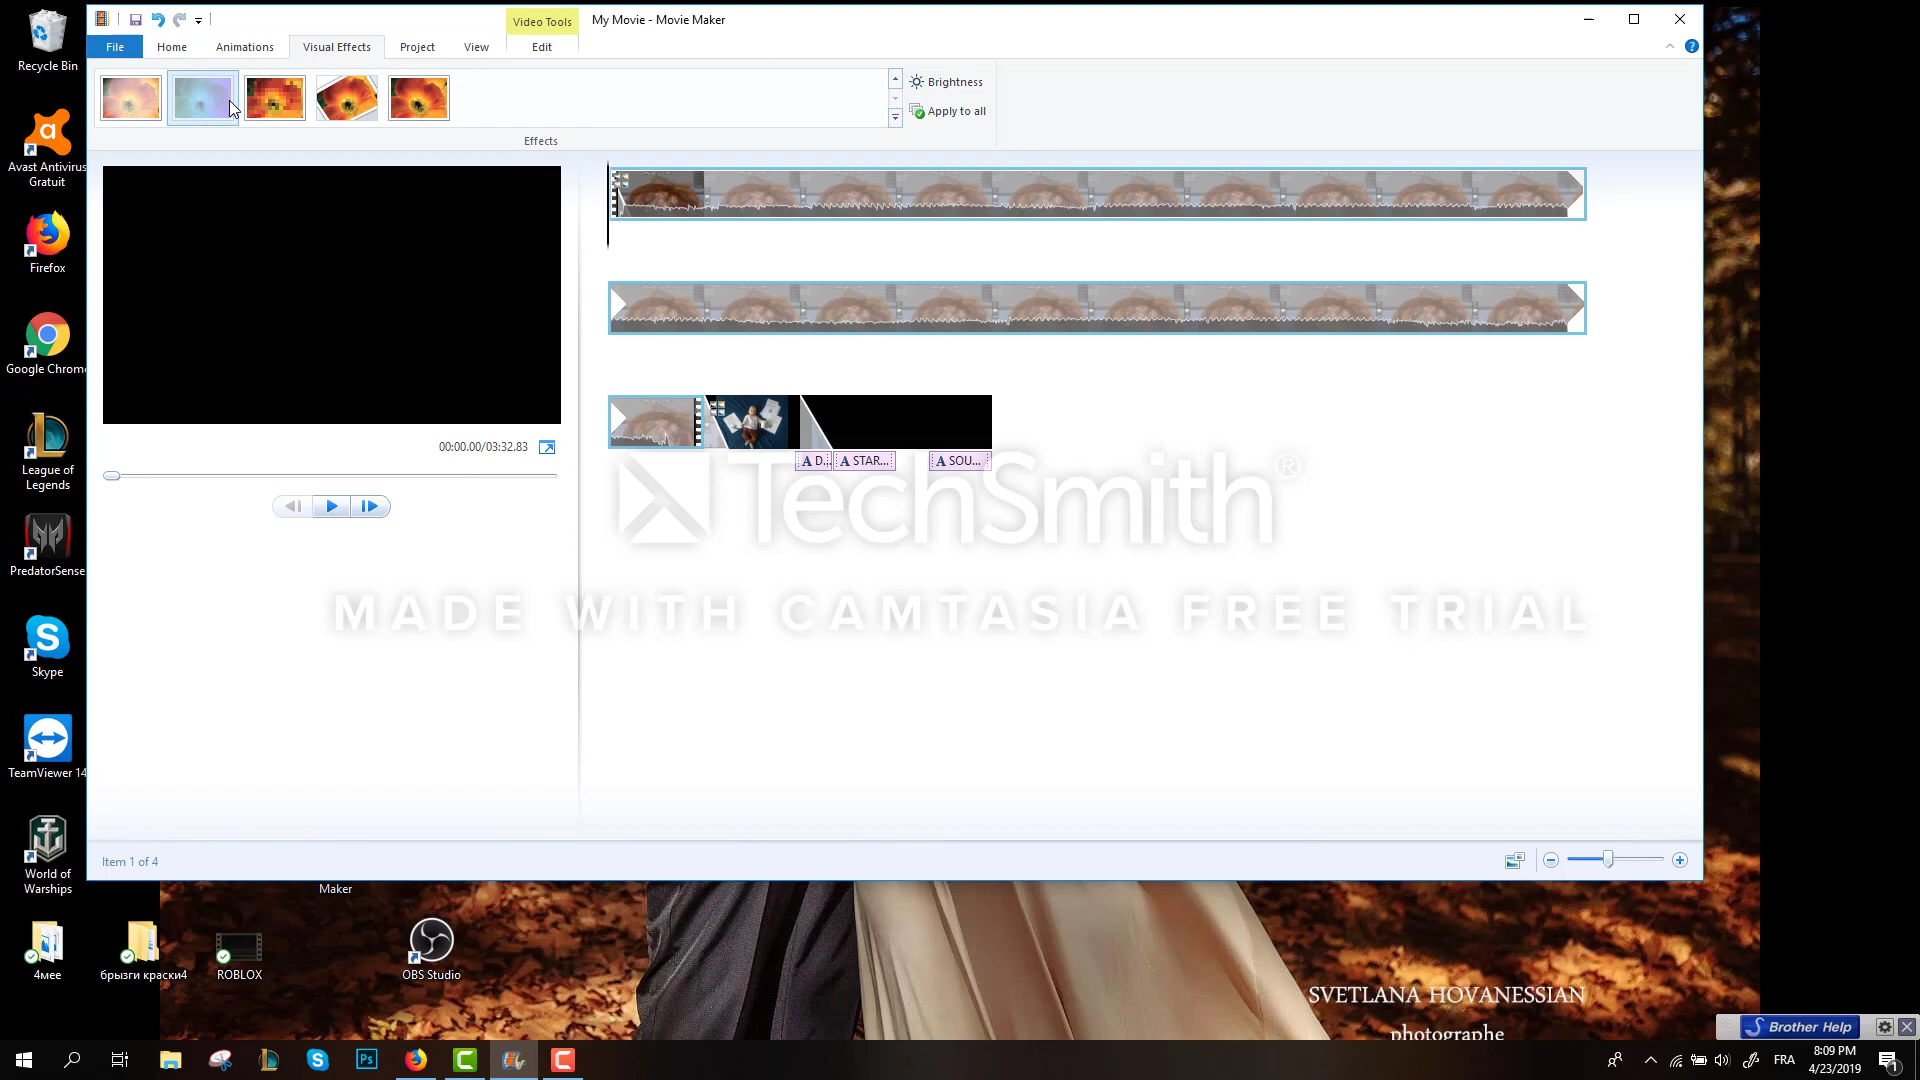 Video Tools
My Movie - Movie Maker
File
Home
Animations
Visual Effects
Project
View
Edit
?
Brightness
Apply to all
Effects
00:00.00/03:32.83
A D...
A STAR...
A SOU...
TechSmith®
MADE WITH CAMTASIA FREE TRIAL
Item 1 of 4
Recycle Bin
Avast Antivirus
Gratuit
Firefox
Google Chrome
League of
Legends
PredatorSense
Skype
TeamViewer 14
World of
Warships
Maker
4мее
брызги краски4
ROBLOX
OBS Studio
SVETLANA HOVANESSIAN
photographe
Brother Help
Ps
FRA
8:09 PM
4/23/2019
1